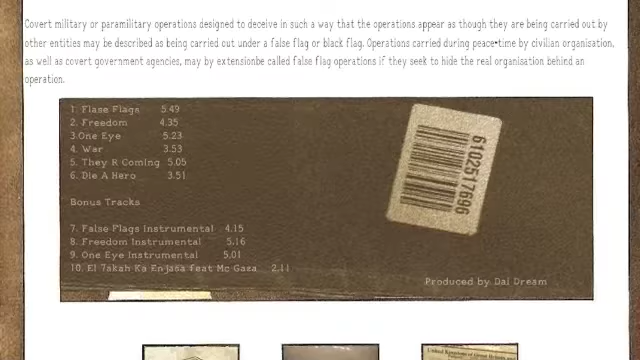 Covert military or paramilitary operations designed to deceive in such a way that the operations appear as though they are being carried out by
other entities may be described as being carried out under a false flag or black flag. Operations carried during peace•time by civilian organisation,
as well as covert government agencies, may by extensionbe called false flag operations if they seek to hide the real organisation behind an
operation.
1. Flase Flags 5.49
2. Freedom 4.35
3.One Eye 5.23
4. War 3.53
5. They R Coming 5.05
6. Die A Hero 3.51
Bonus Tracks
7. False Flags Instrumental 4.15
8. Freedom Instrumental 5.16
9. One Eye Instrumental 5.01
10. El 7akah Ka Enjasa feat Mc Gaza 2.11
6102517696
Produced by Dal Dream